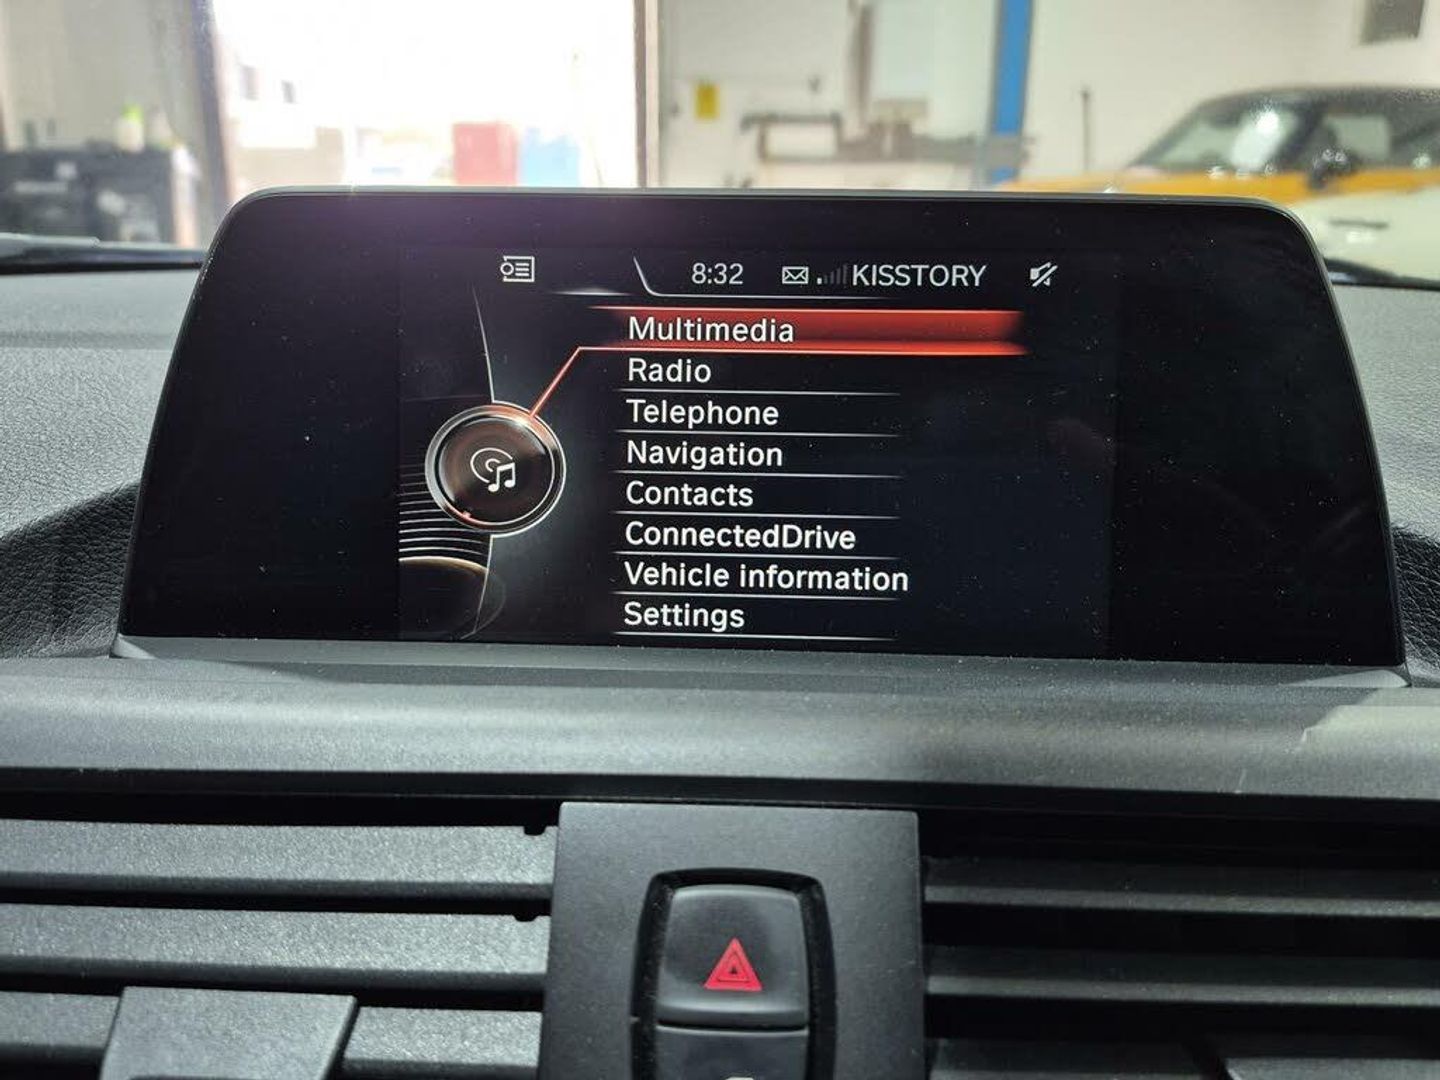 8:32 KISSTORY
Multimedia
Radio
Telephone
Navigation
Contacts
ConnectedDrive
Vehicle information
Settings